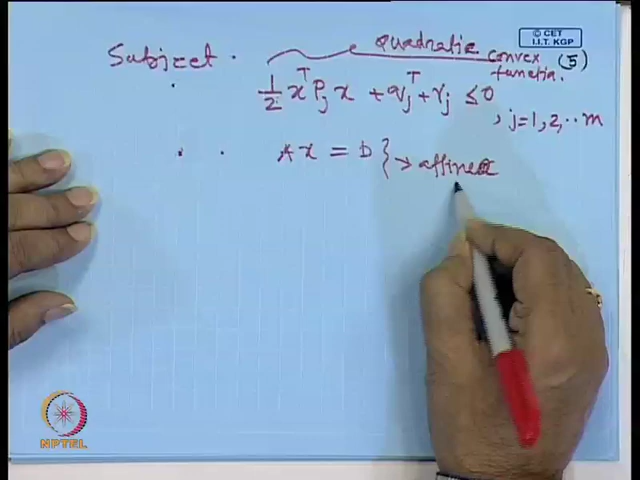 © CET
I.I.T. KGP
Subject.
quadratic convex
function. (5)
1/2 x^T P_j x + q_j^T + r_j ≤ 0
, j=1, 2, .. m
Ax = b } → affine
NPTEL